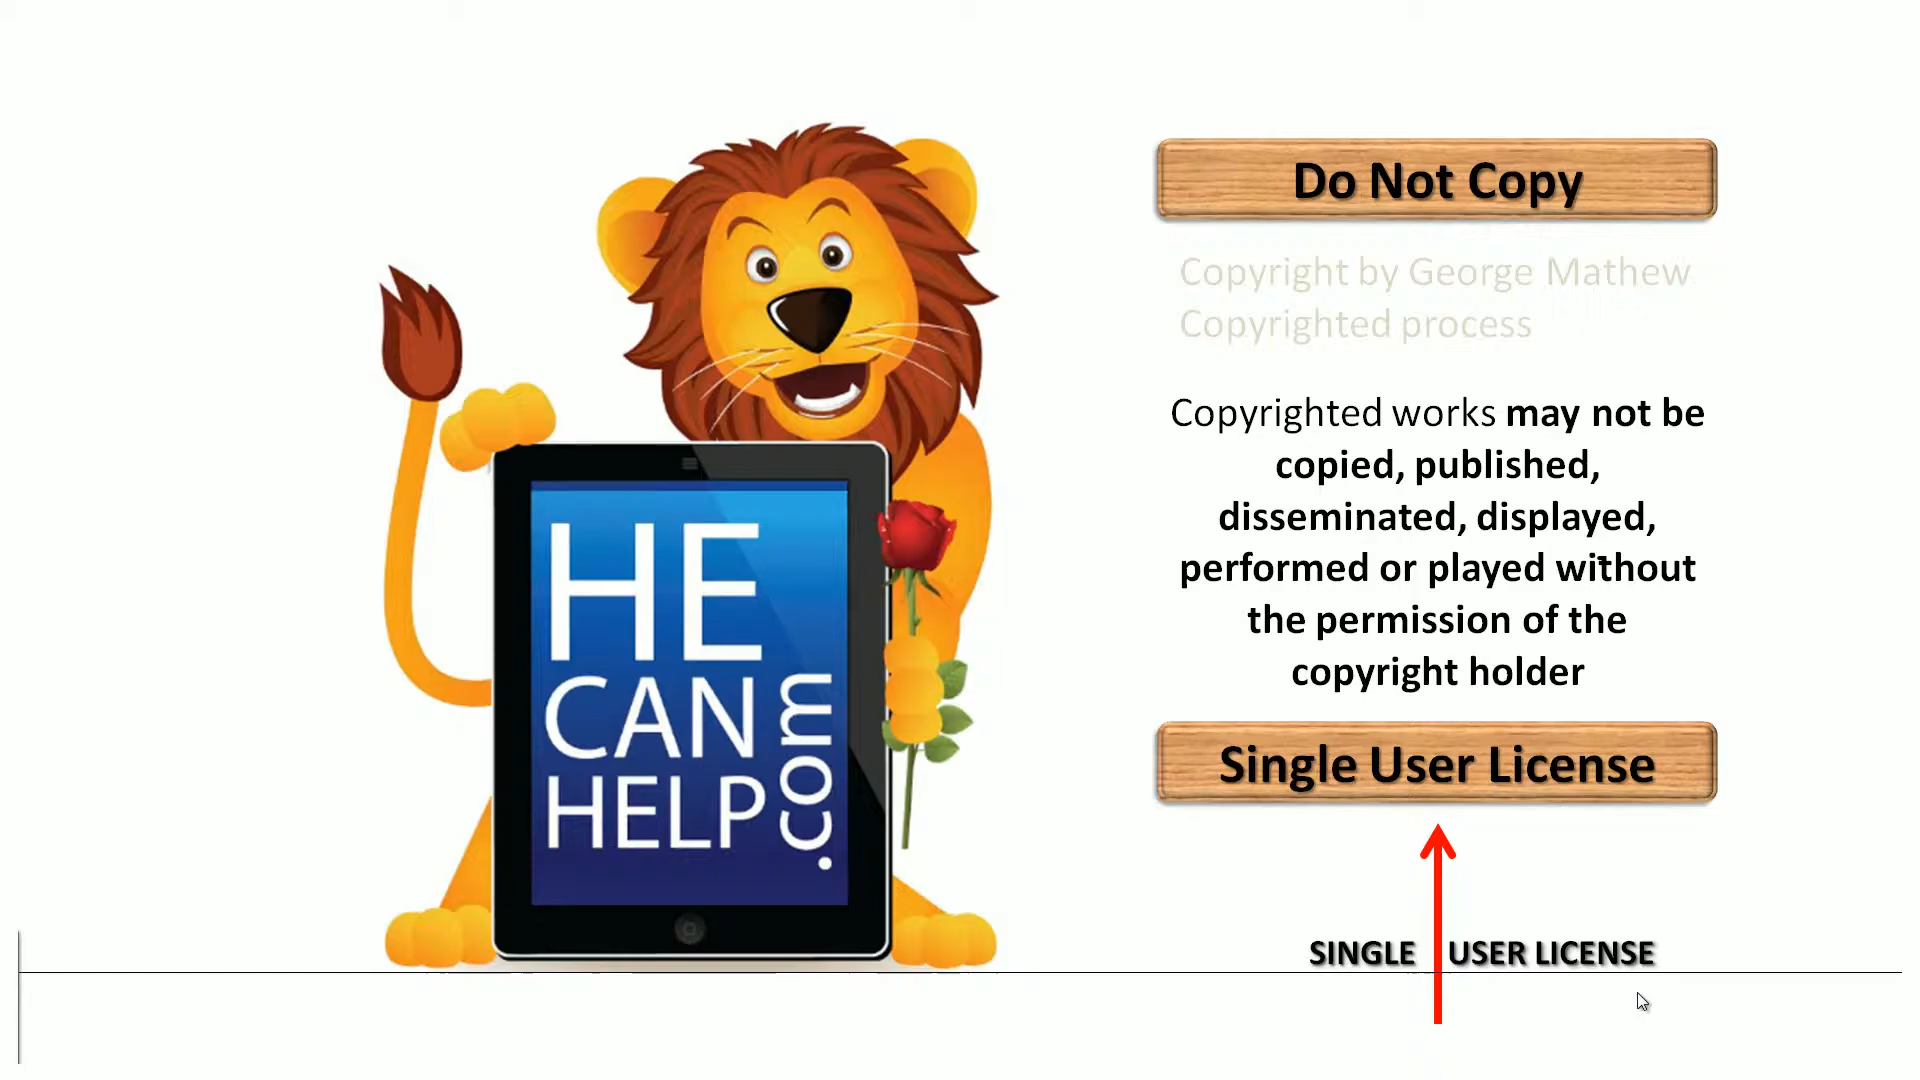 Do Not Copy
Copyright by George Mathew
Copyrighted process
Copyrighted works may not be
copied, published,
disseminated, displayed,
performed or played without
the permission of the
copyright holder
Single User License
SINGLE USER LICENSE
HE
CAN
HELP
.com